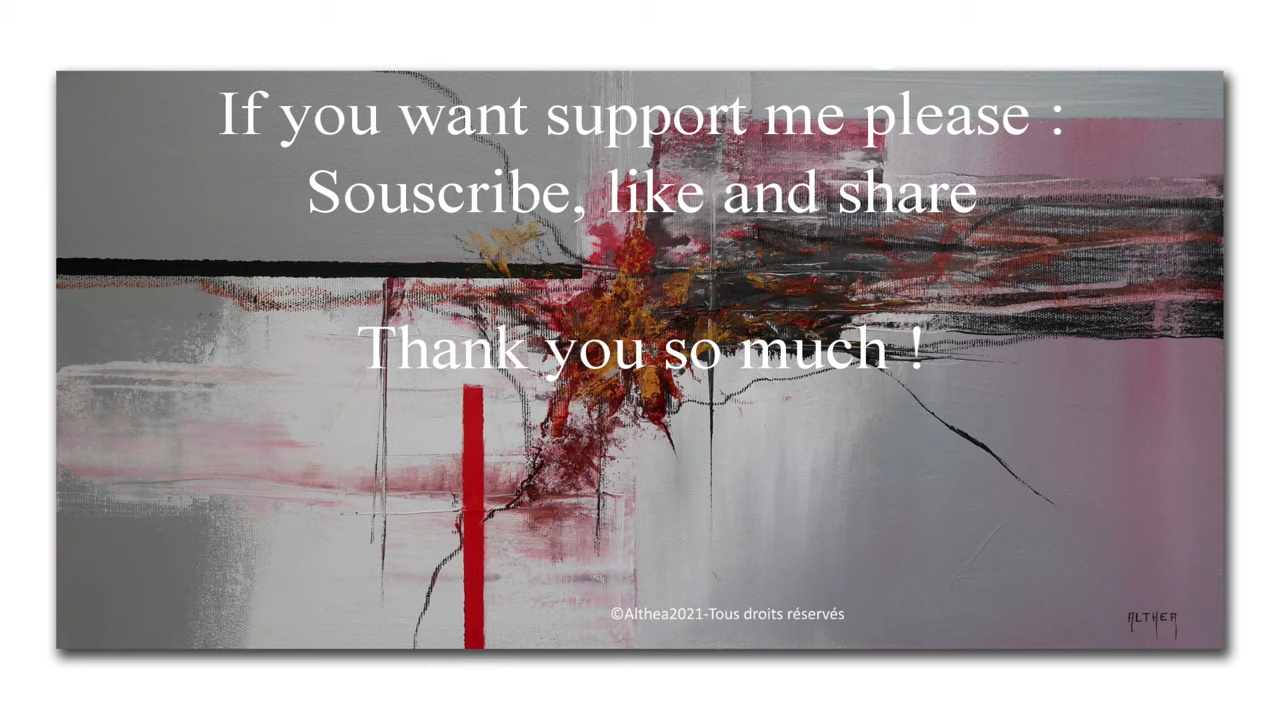 If you want support me please :
Souscribe, like and share
Thank you so much !
©Althea2021-Tous droits réservés
ALTHEA